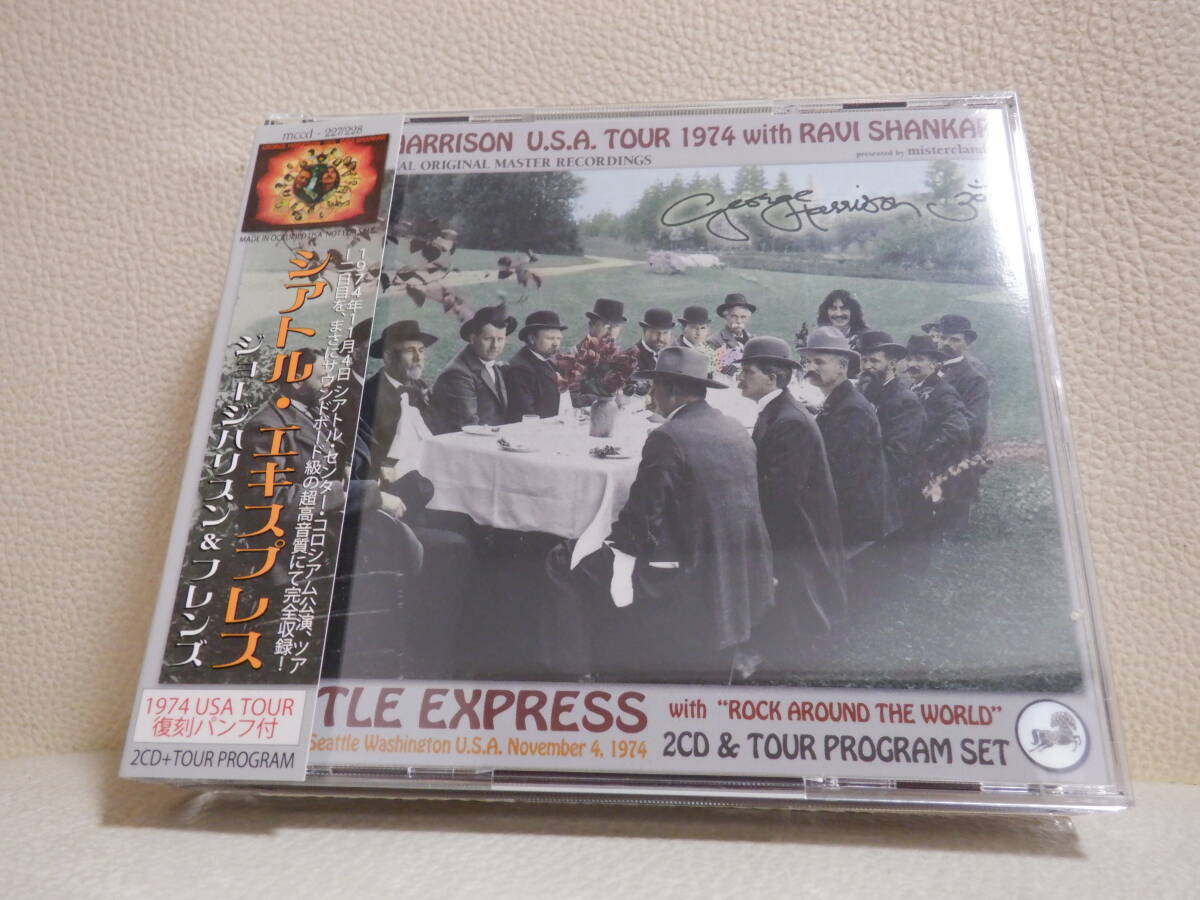 mccd - 227/228
MADE IN OCCUPIED USA NOT FOR SALE
シアトル・エキスプレス
ジョージハリスン&フレンズ
1974年11月4日シアトル・センター・コロシアム公演、ツア
ー二日目を、まさにサウンドボード級の超高音質にて完全収録!
1974 USA TOUR
復刻パンフ付
2CD+TOUR PROGRAM
HARRISON U.S.A. TOUR 1974 with RAVI SHANKAR
AL ORIGINAL MASTER RECORDINGS
presented by misterclaud
George Harrison ॐ
TLE EXPRESS
with "ROCK AROUND THE WORLD"
Seattle Washington U.S.A. November 4, 1974
2CD & TOUR PROGRAM SET